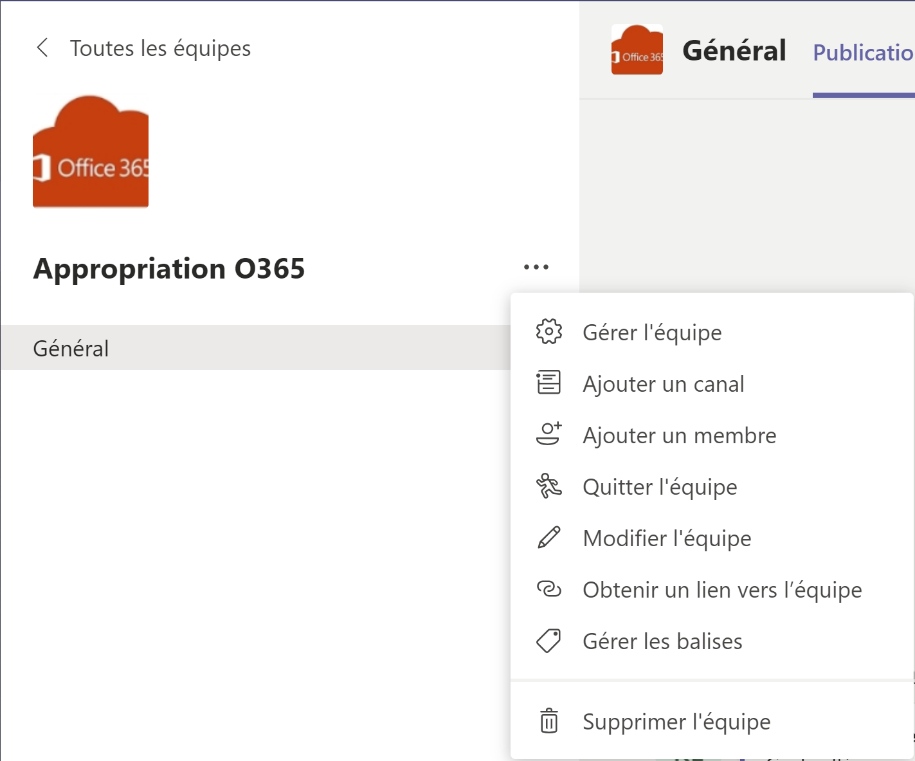 Toutes les équipes
Office 365
Appropriation O365
Général
Office 365
Général
Publicatio
Gérer l'équipe
Ajouter un canal
Ajouter un membre
Quitter l'équipe
Modifier l'équipe
Obtenir un lien vers l’équipe
Gérer les balises
Supprimer l'équipe